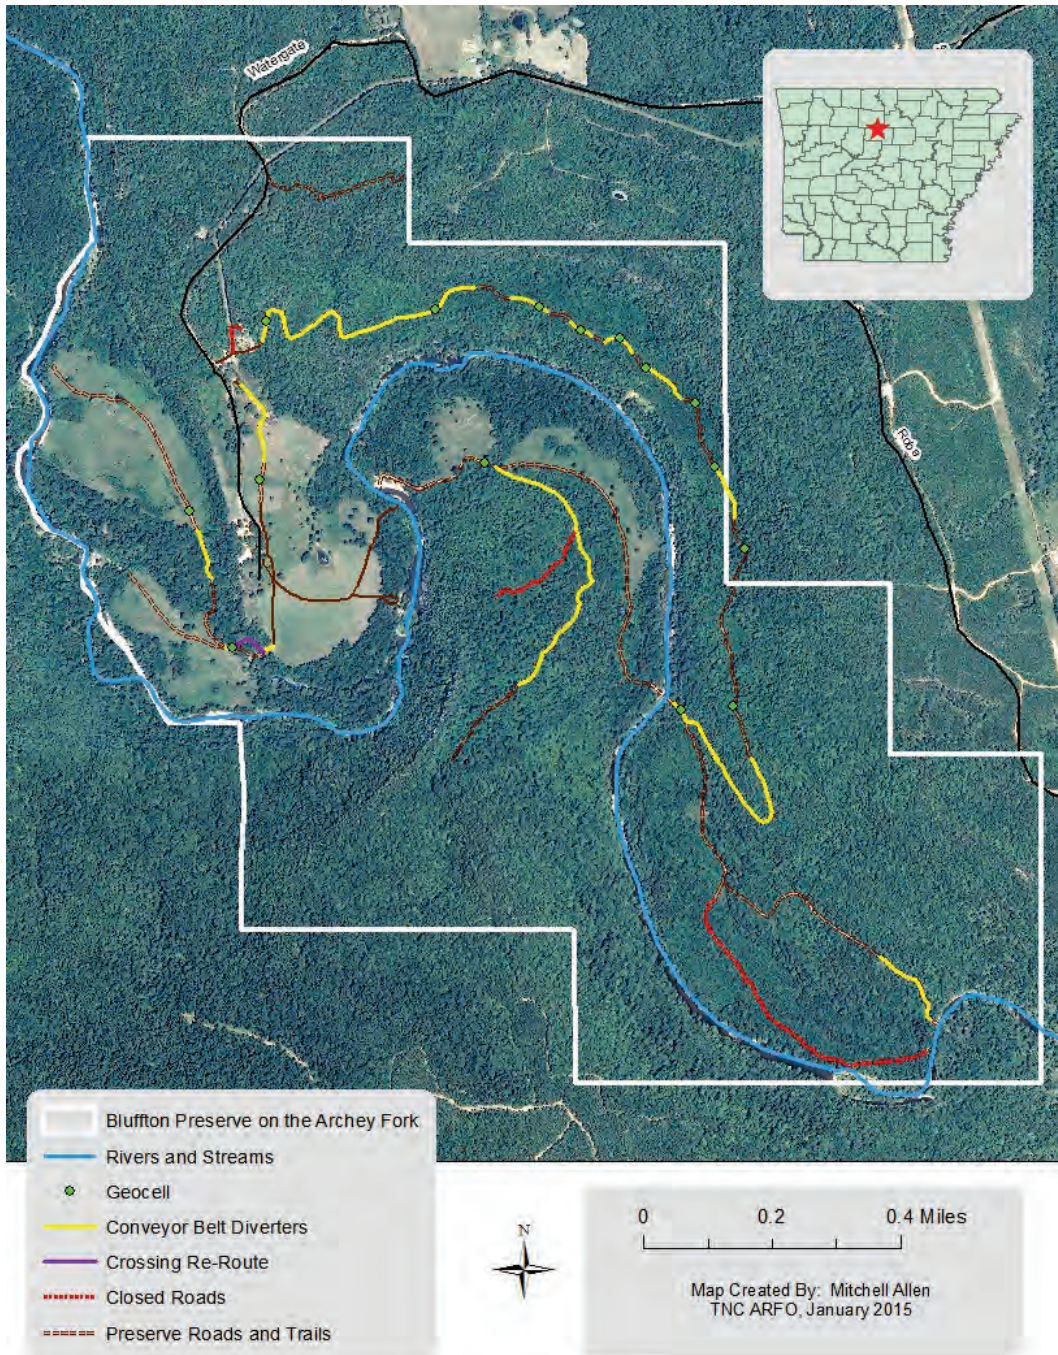 Watergate
Robs
Bluffton Preserve on the Archey Fork
Rivers and Streams
Geocell
Conveyor Belt Diverters
Crossing Re-Route
Closed Roads
Preserve Roads and Trails
N
0 0.2 0.4 Miles
Map Created By: Mitchell Allen
TNC ARFO, January 2015